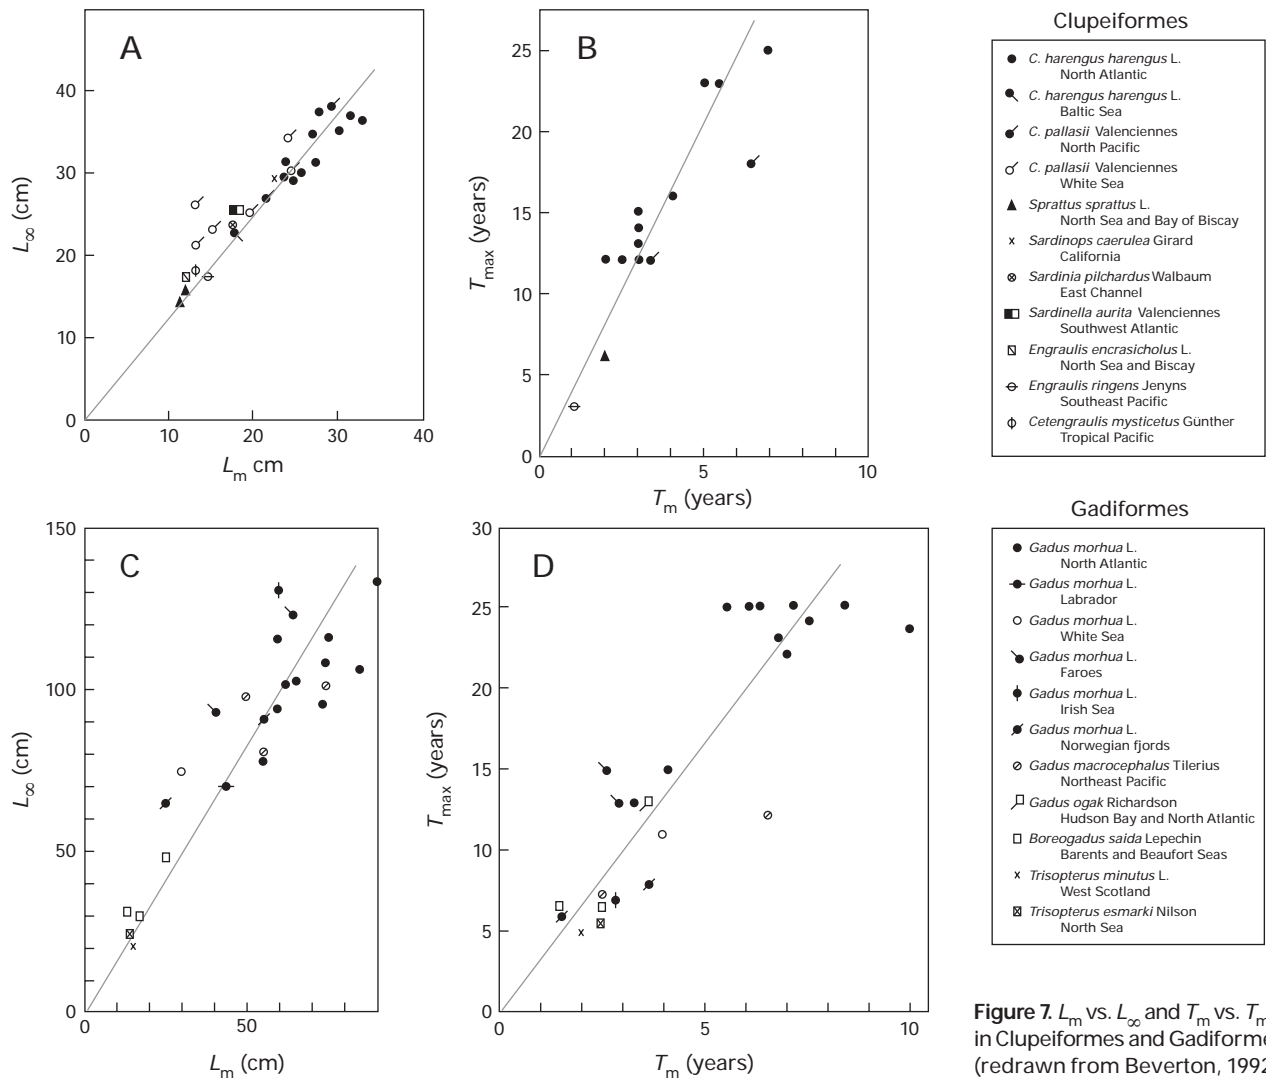 A
40
30
20
10
0
L∞ (cm)
0
10
20
30
40
Lm cm
B
25
20
15
10
5
0
Tmax (years)
0
5
10
Tm (years)
Clupeiformes
C. harengus harengus L.
North Atlantic
C. harengus harengus L.
Baltic Sea
C. pallasii Valenciennes
North Pacific
C. pallasii Valenciennes
White Sea
Sprattus sprattus L.
North Sea and Bay of Biscay
Sardinops caerulea Girard
California
Sardinia pilchardus Walbaum
East Channel
Sardinella aurita Valenciennes
Southwest Atlantic
Engraulis encrasicholus L.
North Sea and Biscay
Engraulis ringens Jenyns
Southeast Pacific
Cetengraulis mysticetus Günther
Tropical Pacific
C
150
100
50
0
L∞ (cm)
0
50
Lm (cm)
D
30
25
20
15
10
5
0
Tmax (years)
0
5
10
Tm (years)
Gadiformes
Gadus morhua L.
North Atlantic
Gadus morhua L.
Labrador
Gadus morhua L.
White Sea
Gadus morhua L.
Faroes
Gadus morhua L.
Irish Sea
Gadus morhua L.
Norwegian fjords
Gadus macrocephalus Tilerius
Northeast Pacific
Gadus ogak Richardson
Hudson Bay and North Atlantic
Boreogadus saida Lepechin
Barents and Beaufort Seas
Trisopterus minutus L.
West Scotland
Trisopterus esmarki Nilson
North Sea
Figure 7. Lm vs. L∞ and Tm vs. Tm
in Clupeiformes and Gadiforme
(redrawn from Beverton, 1992